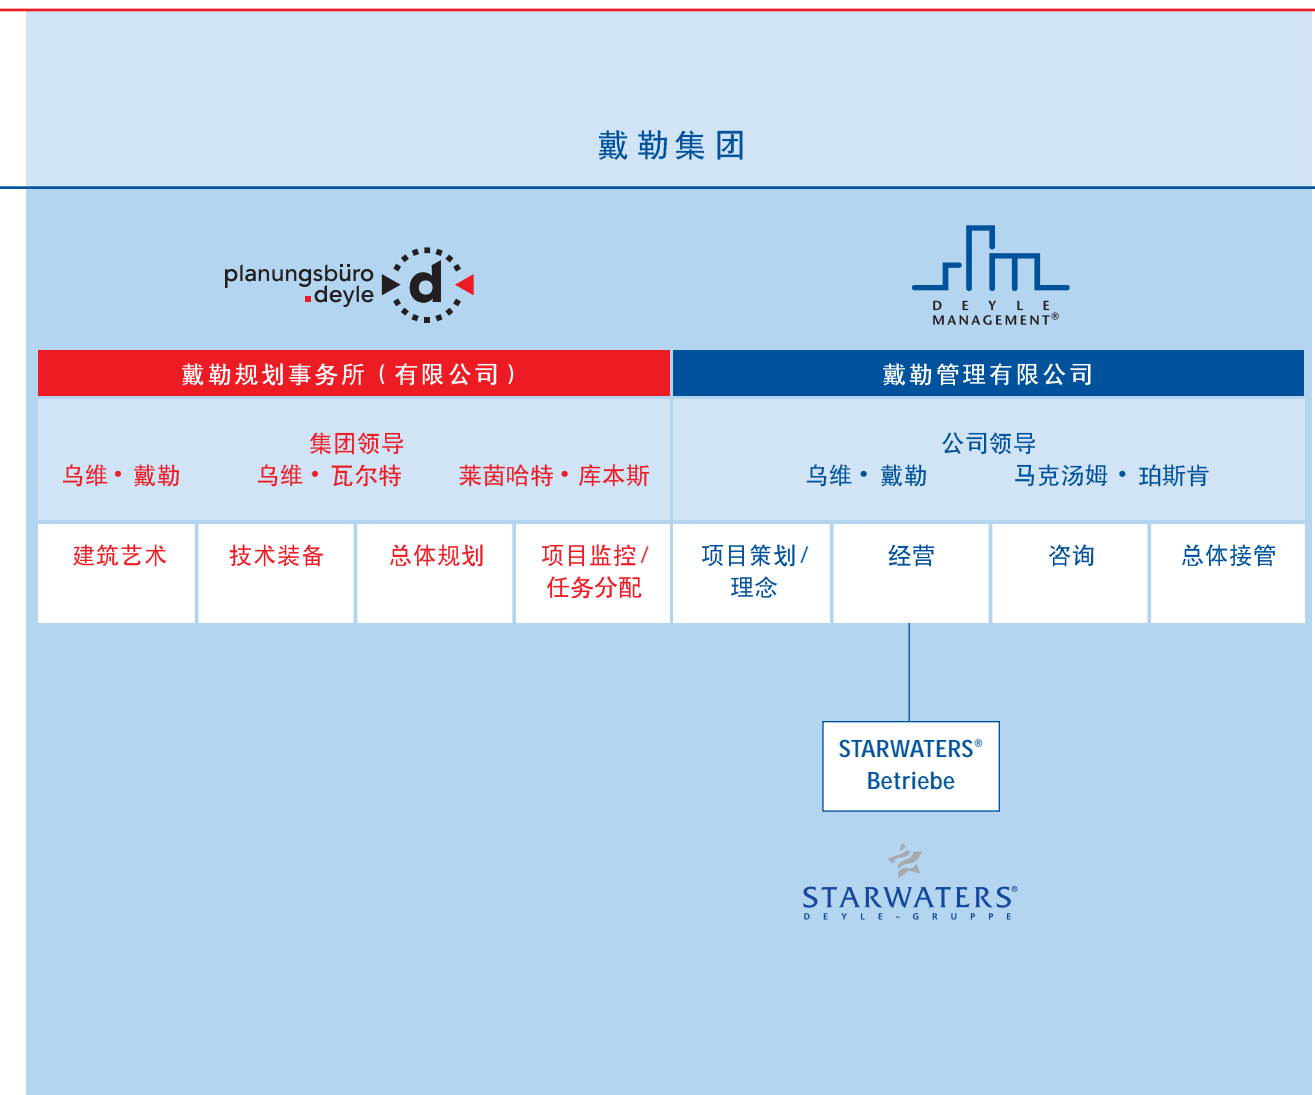 戴勒集团
planungsbüro
.deyle
d
DEYLE
MANAGEMENT®
戴勒规划事务所（有限公司）
戴勒管理有限公司
集团领导
乌维•戴勒 乌维•瓦尔特 莱茵哈特•库本斯
公司领导
乌维•戴勒 马克汤姆•珀斯肯
建筑艺术
技术装备
总体规划
项目监控/
任务分配
项目策划/
理念
经营
咨询
总体接管
STARWATERS®
Betriebe
STARWATERS®
DEYLE~GRUPPE